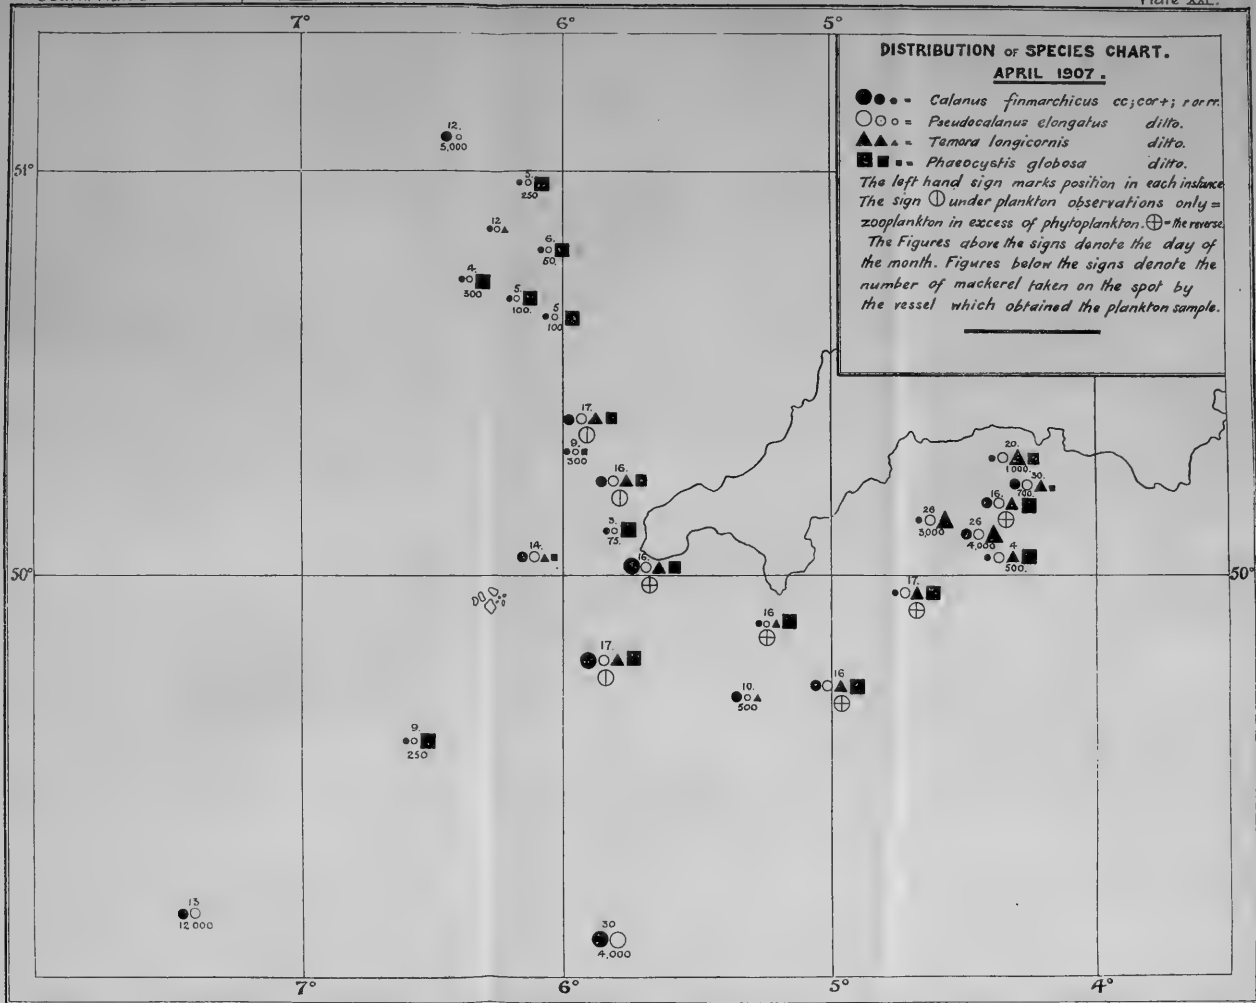 Plate XXI.
7° 6° 5°
DISTRIBUTION OF SPECIES CHART.
APRIL 1907.
= Calanus finmarchicus cc; c or +; r or rr.
= Pseudocalanus elongatus ditto.
= Temora longicornis ditto.
= Phaeocystis globosa ditto.
The left hand sign marks position in each instance
The sign under plankton observations only =
zooplankton in excess of phytoplankton. = the reverse.
The Figures above the signs denote the day of
the month. Figures below the signs denote the
number of mackerel taken on the spot by
the vessel which obtained the plankton sample.
12.
5,000
51°
5.
250
12
6.
50.
4.
300
5.
100.
5
100
17.
9.
300
16.
3.
75.
14.
16.
20.
1000.
30.
700.
16.
26
3,000
26
4,000
4
500.
50° 50°
17.
16
17.
10.
500
16
9.
250
13
12 000
30
4,000
7° 6° 5° 4°